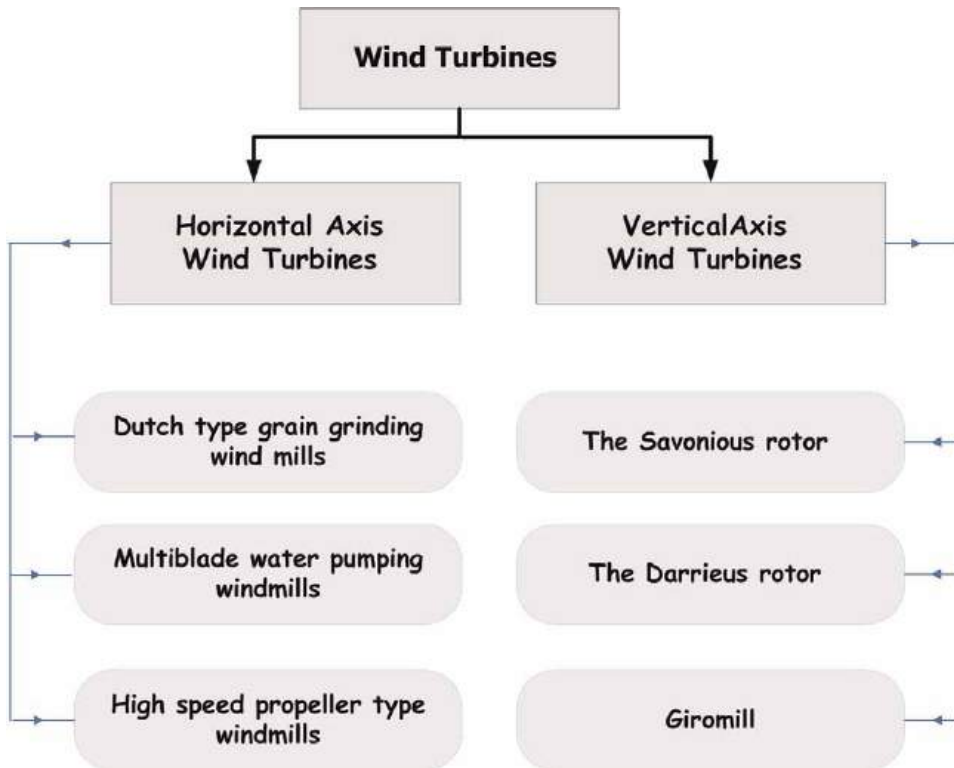 Wind Turbines
Horizontal Axis
Wind Turbines
VerticalAxis
Wind Turbines
Dutch type grain grinding
wind mills
The Savonious rotor
Multiblade water pumping
windmills
The Darrieus rotor
High speed propeller type
windmills
Giromill